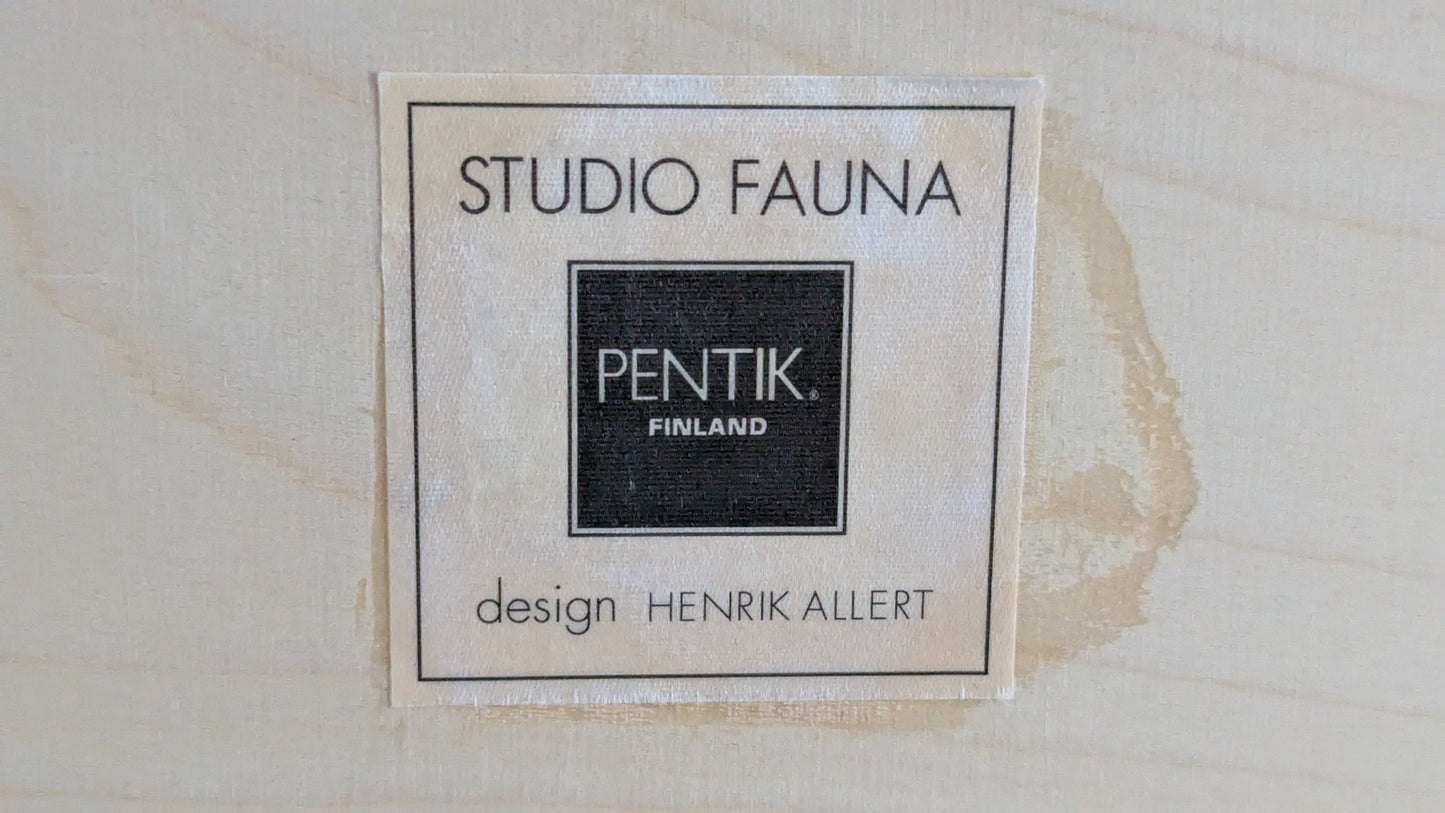 STUDIO FAUNA
PENTIK®
FINLAND
design HENRIK ALLERT